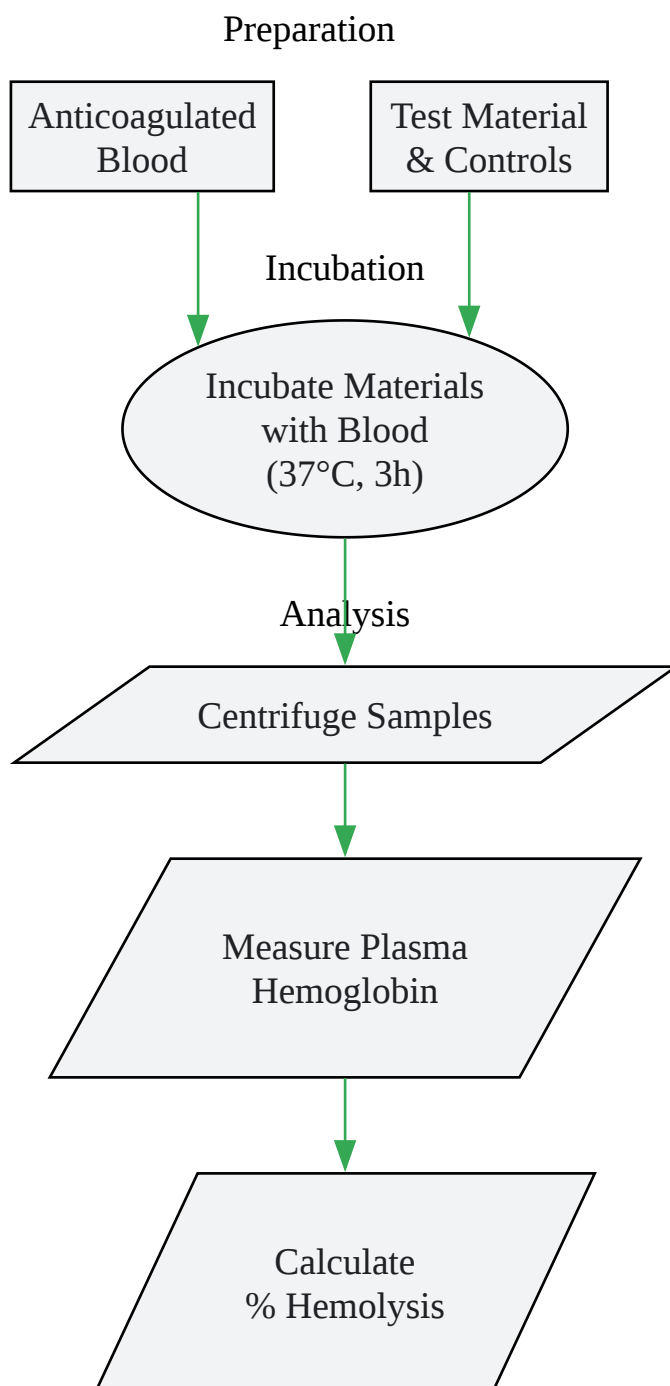 Preparation
Anticoagulated
Blood
Test Material
& Controls
Incubation
Incubate Materials
with Blood
(37°C, 3h)
Analysis
Centrifuge Samples
Measure Plasma
Hemoglobin
Calculate
% Hemolysis